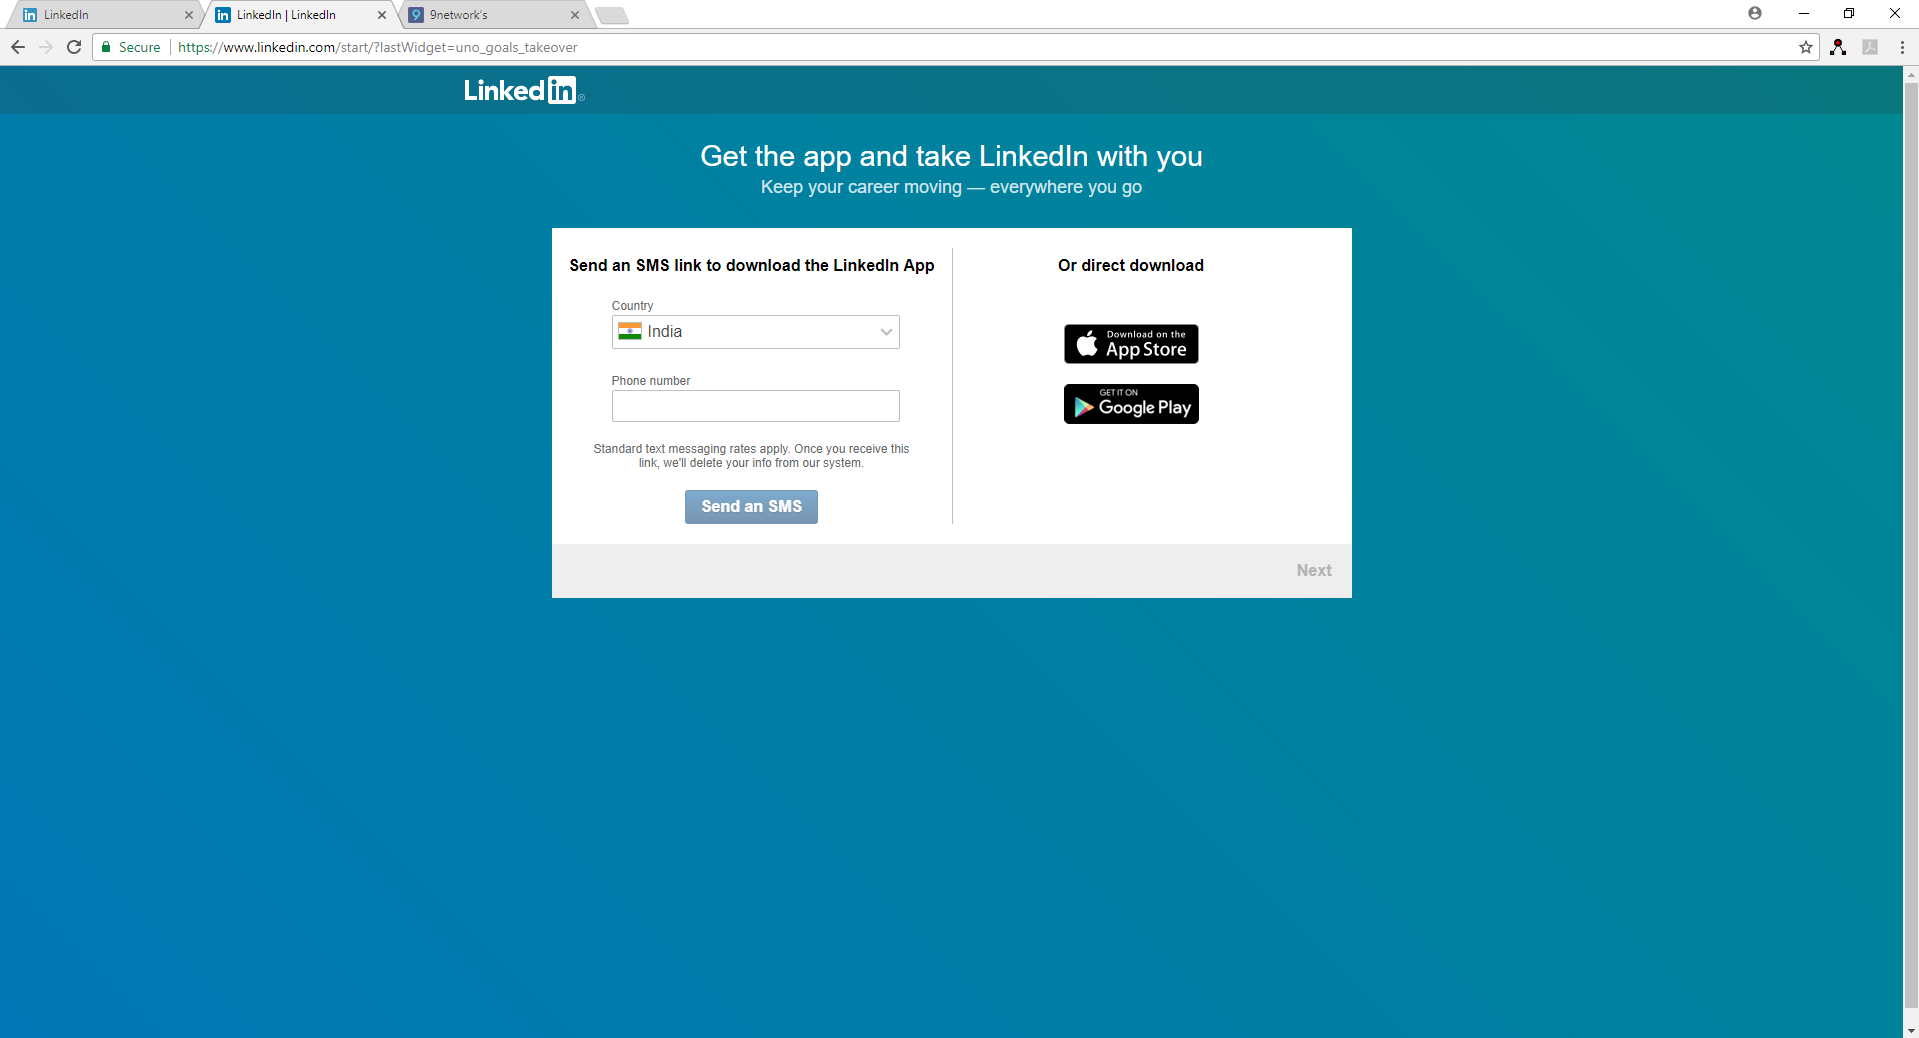 LinkedIn
LinkedIn | LinkedIn
9network's
Secure
https://www.linkedin.com/start/?lastWidget=uno_goals_takeover
Linked in ®
Get the app and take LinkedIn with you
Keep your career moving — everywhere you go
Send an SMS link to download the LinkedIn App
Country
India
Phone number
Standard text messaging rates apply. Once you receive this
link, we'll delete your info from our system.
Send an SMS
Or direct download
Download on the
App Store
GET IT ON
Google Play
Next